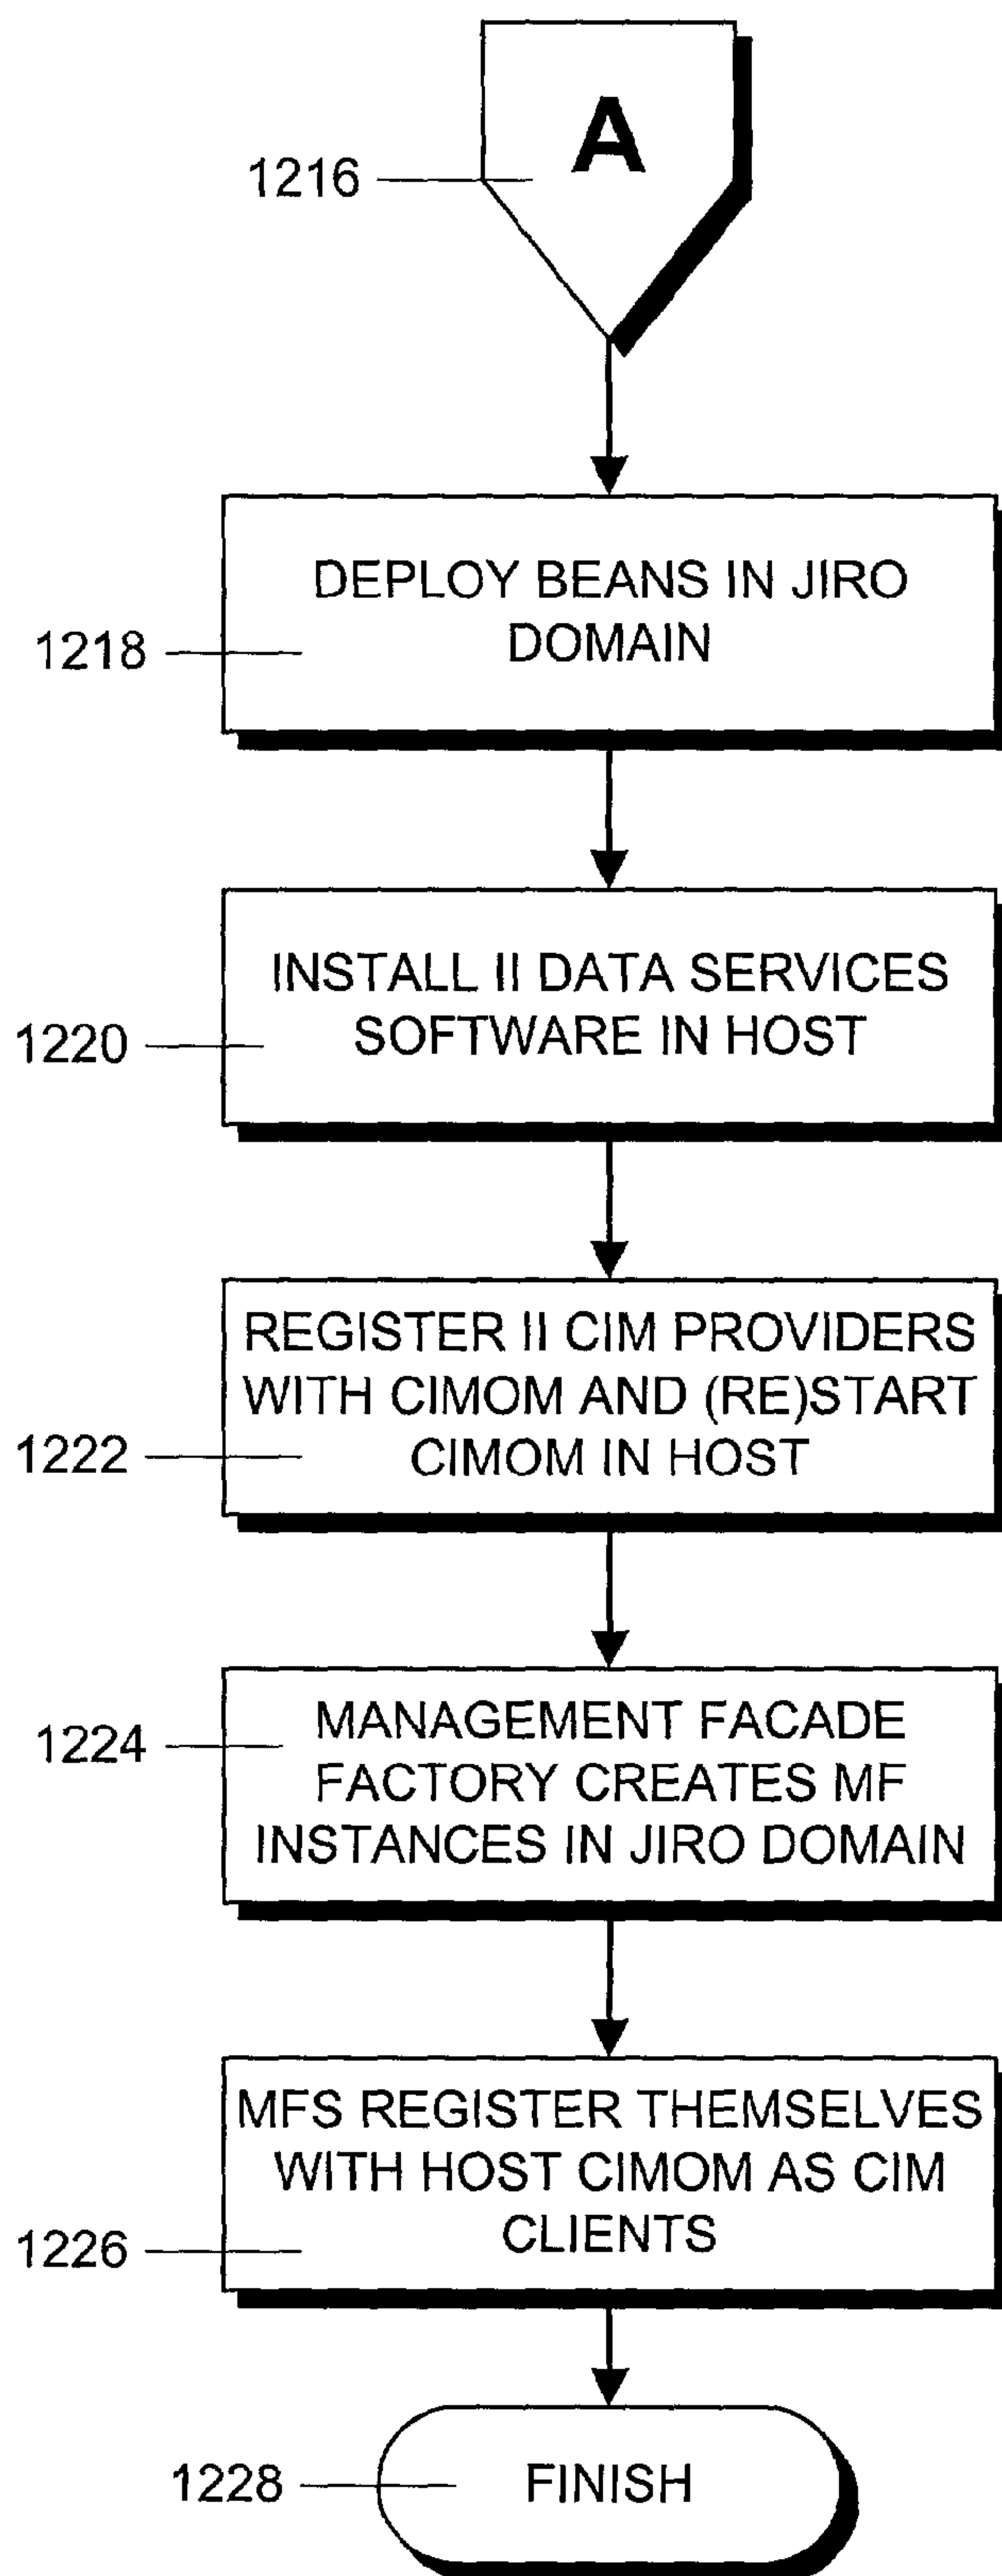 A
1216
DEPLOY BEANS IN JIRO
DOMAIN
1218
INSTALL II DATA SERVICES
SOFTWARE IN HOST
1220
REGISTER II CIM PROVIDERS
WITH CIMOM AND (RE)START
CIMOM IN HOST
1222
MANAGEMENT FACADE
FACTORY CREATES MF
INSTANCES IN JIRO DOMAIN
1224
MFS REGISTER THEMSELVES
WITH HOST CIMOM AS CIM
CLIENTS
1226
FINISH
1228